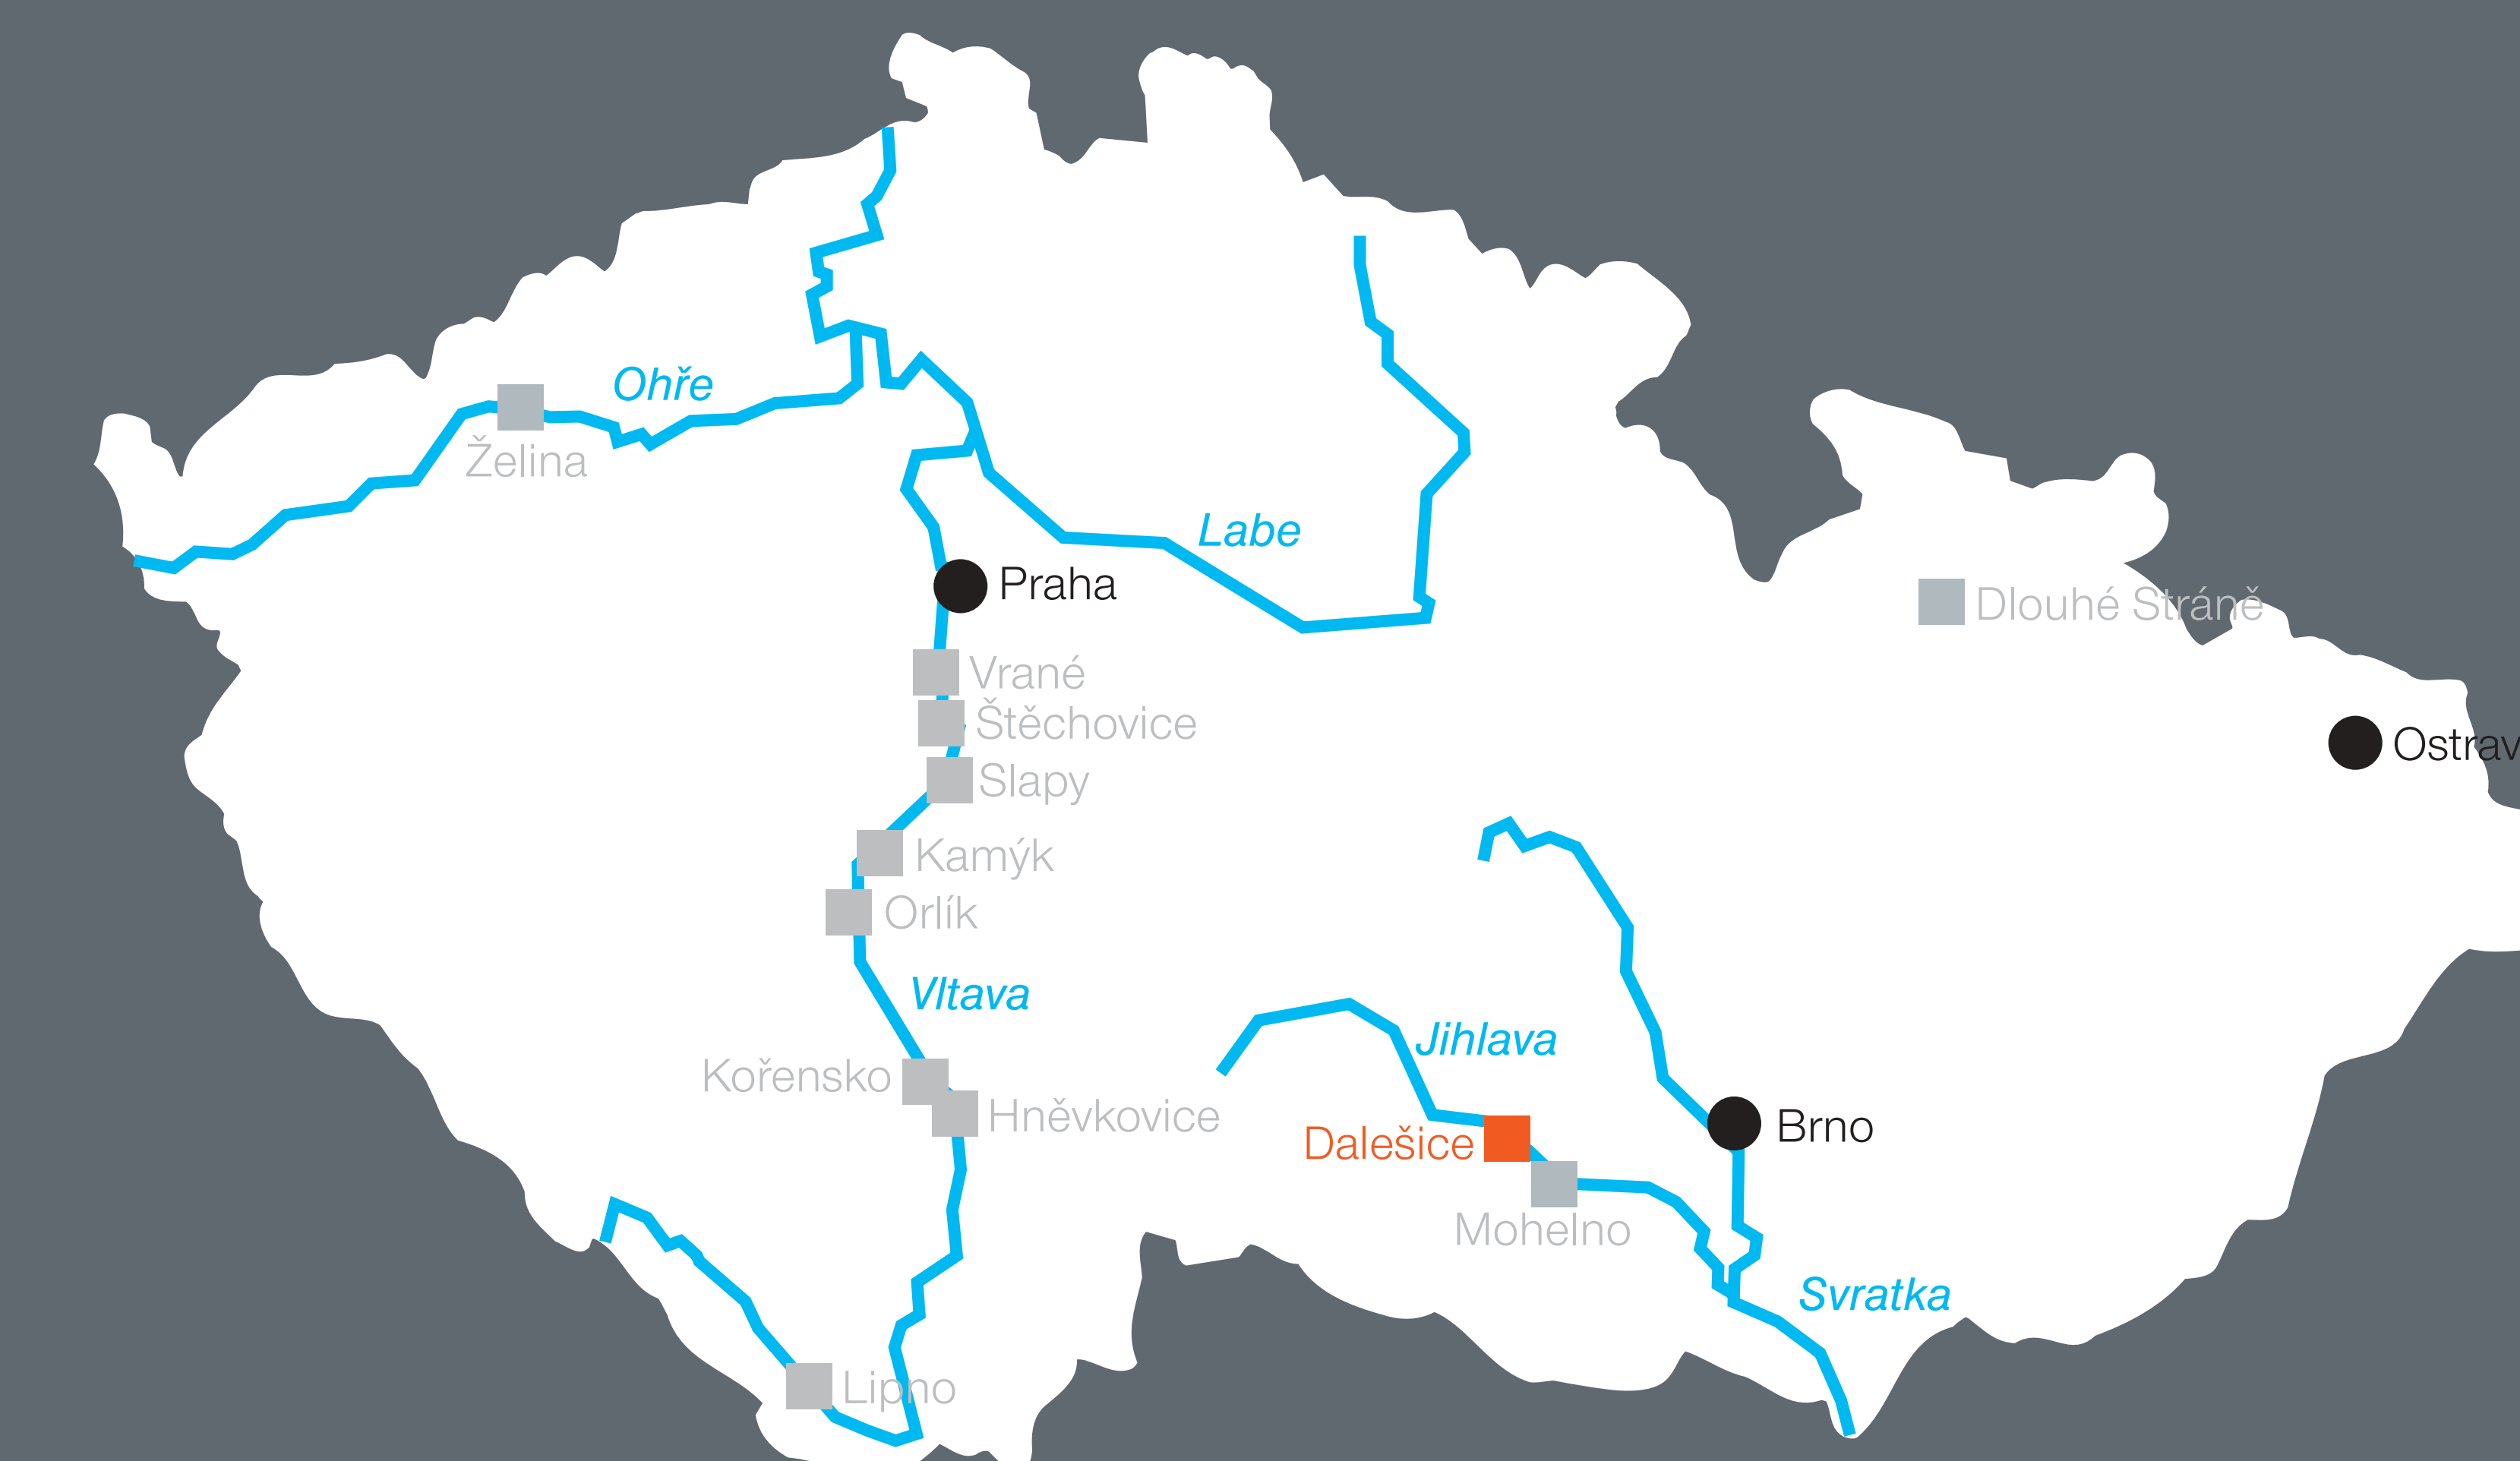 Ohře
Želina
Labe
Praha
Dlouhé Stráně
Vrané
Štěchovice
Ostrav
Slapy
Kamýk
Orlík
Vltava
Jihlava
Kořensko
Hněvkovice
Brno
Dalešice
Mohelno
Svratka
Lipno